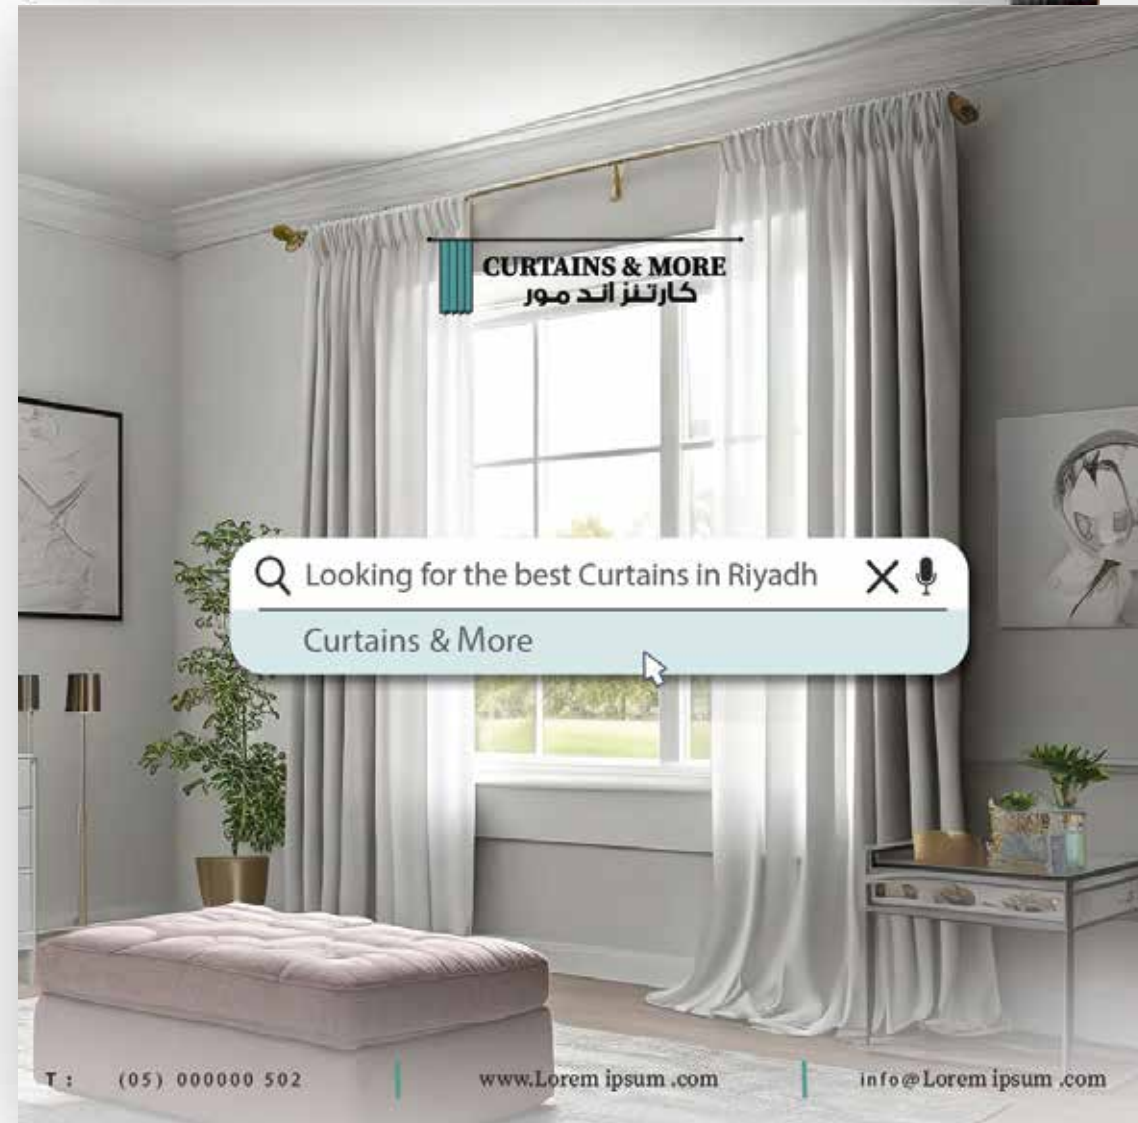 CURTAINS & MORE
كارتنز اند مور
Looking for the best Curtains in Riyadh
Curtains & More
T : (05) 000000 502
www.Lorem ipsum .com
info@Lorem ipsum .com